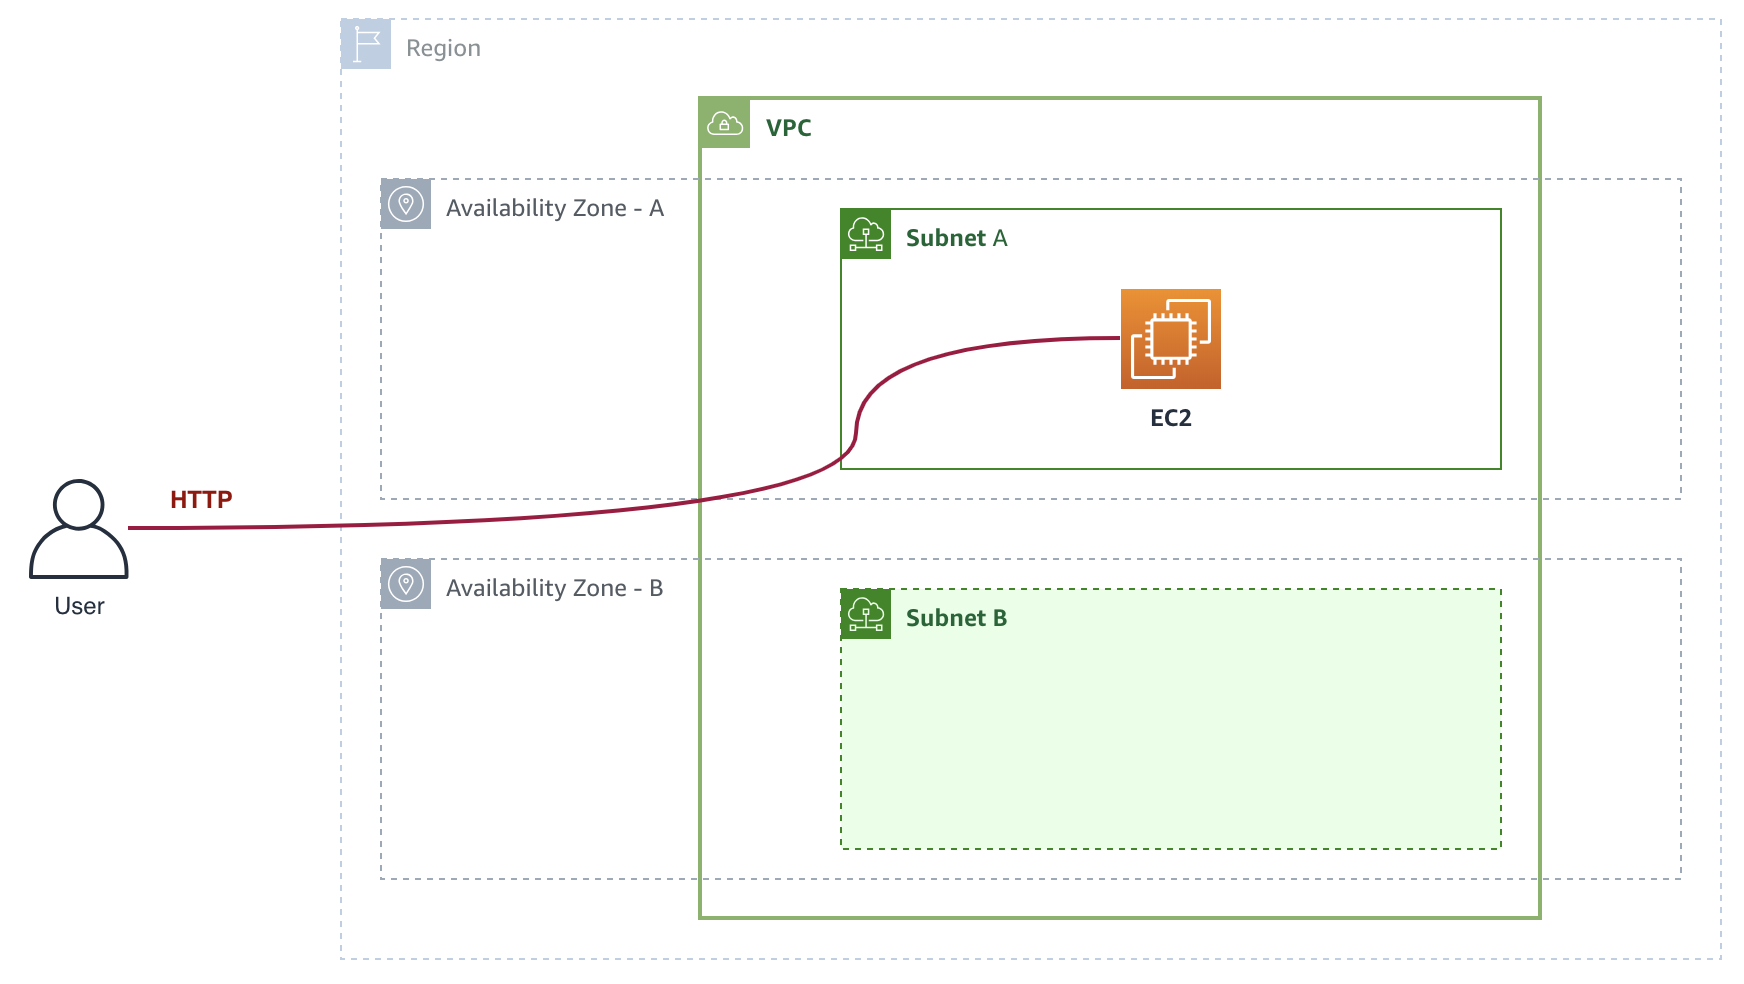 Region
VPC
Availability Zone - A
Subnet A
EC2
HTTP
User
Availability Zone - B
Subnet B